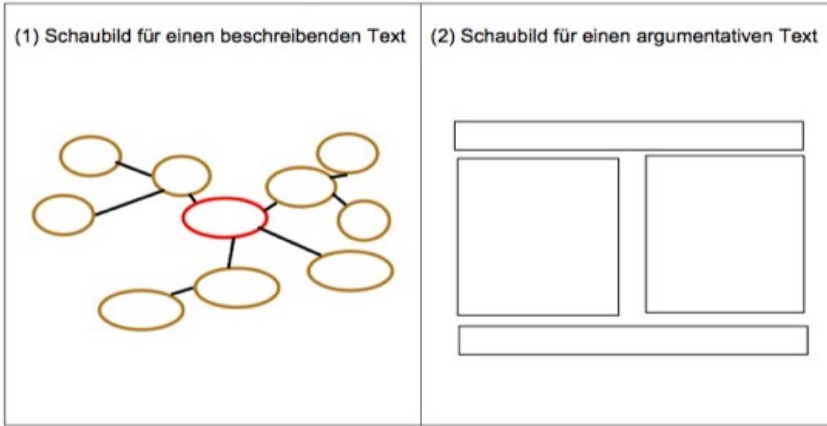 (1) Schaubild für einen beschreibenden Text
(2) Schaubild für einen argumentativen Text